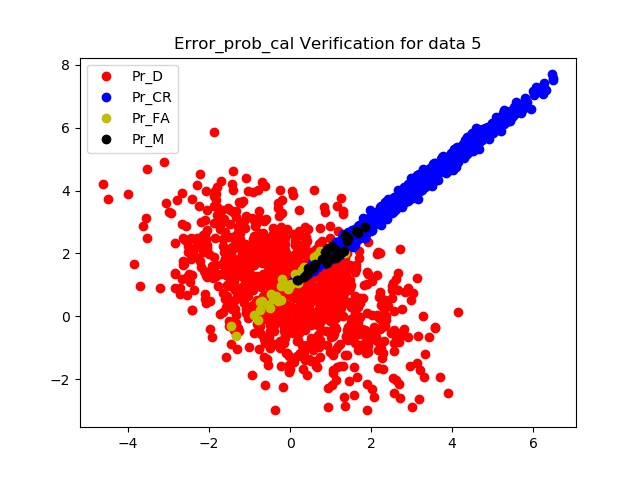 Error_prob_cal Verification for data 5
Pr_D
Pr_CR
Pr_FA
Pr_M
8
6
4
2
0
−2
−4 −2 0 2 4 6